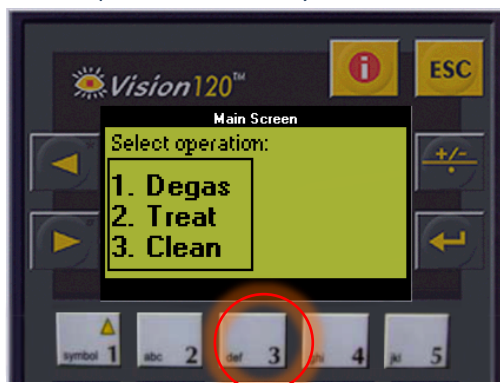 ESC
Vision120™
Main Screen
Select operation:
+/-
1. Degas
2. Treat
3. Clean
symbol 1 abc 2 def 3 ghi 4 jkl 5